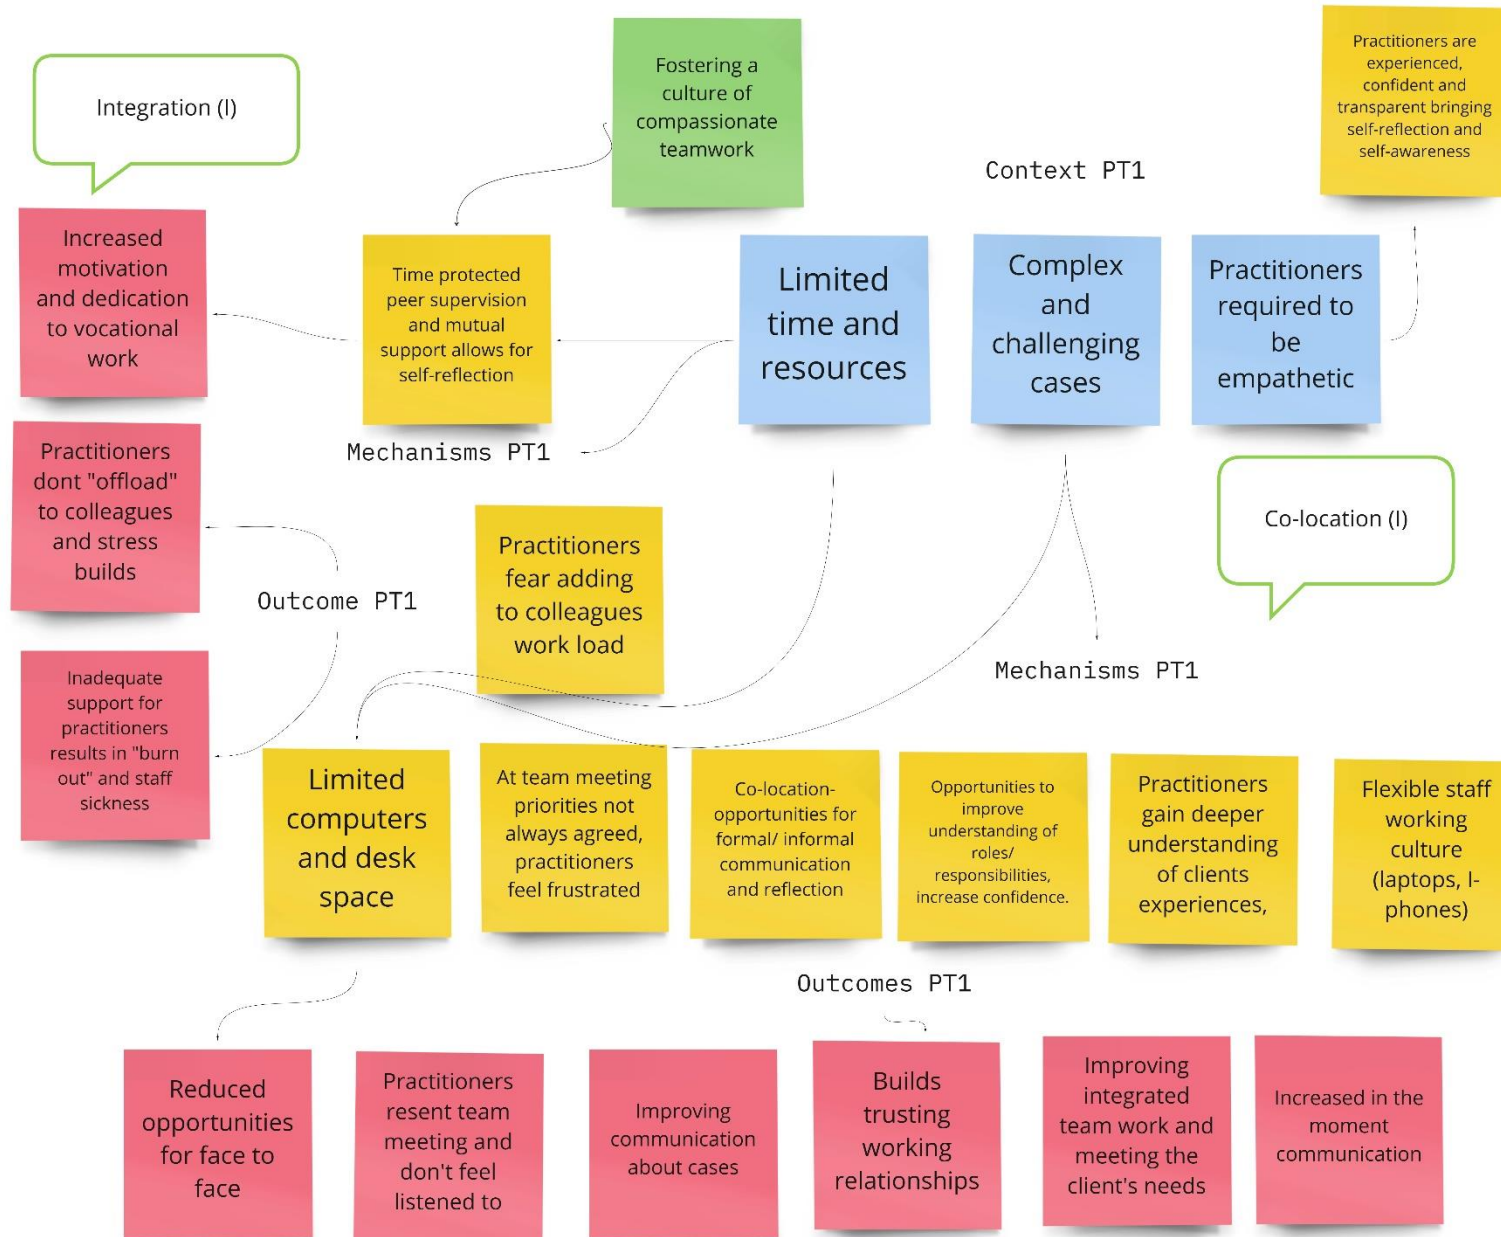 Integration (I)
Fostering a
culture of
compassionate
teamwork
Practitioners are
experienced,
confident and
transparent bringing
self-reflection and
self-awareness
Context PT1
Increased
motivation
and dedication
to vocational
work
Time protected
peer supervision
and mutual
support allows for
self-reflection
Limited
time and
resources
Complex
and
challenging
cases
Practitioners
required to
be
empathetic
Mechanisms PT1
Practitioners
dont "offload"
to colleagues
and stress
builds
Co-location (I)
Outcome PT1
Practitioners
fear adding
to colleagues
work load
Mechanisms PT1
Inadequate
support for
practitioners
results in "burn
out" and staff
sickness
Limited
computers
and desk
space
At team meeting
priorities not
always agreed,
practitioners
feel frustrated
Co-location-
opportunities for
formal/ informal
communication
and reflection
Opportunities to
improve
understanding of
roles/
responsibilities,
increase confidence.
Practitioners
gain deeper
understanding
of clients
experiences,
Flexible staff
working
culture
(laptops, I-
phones)
Outcomes PT1
Reduced
opportunities
for face to
face
Practitioners
resent team
meeting and
don't feel
listened to
Improving
communication
about cases
Builds
trusting
working
relationships
Improving
integrated
team work and
meeting the
client's needs
Increased in the
moment
communication